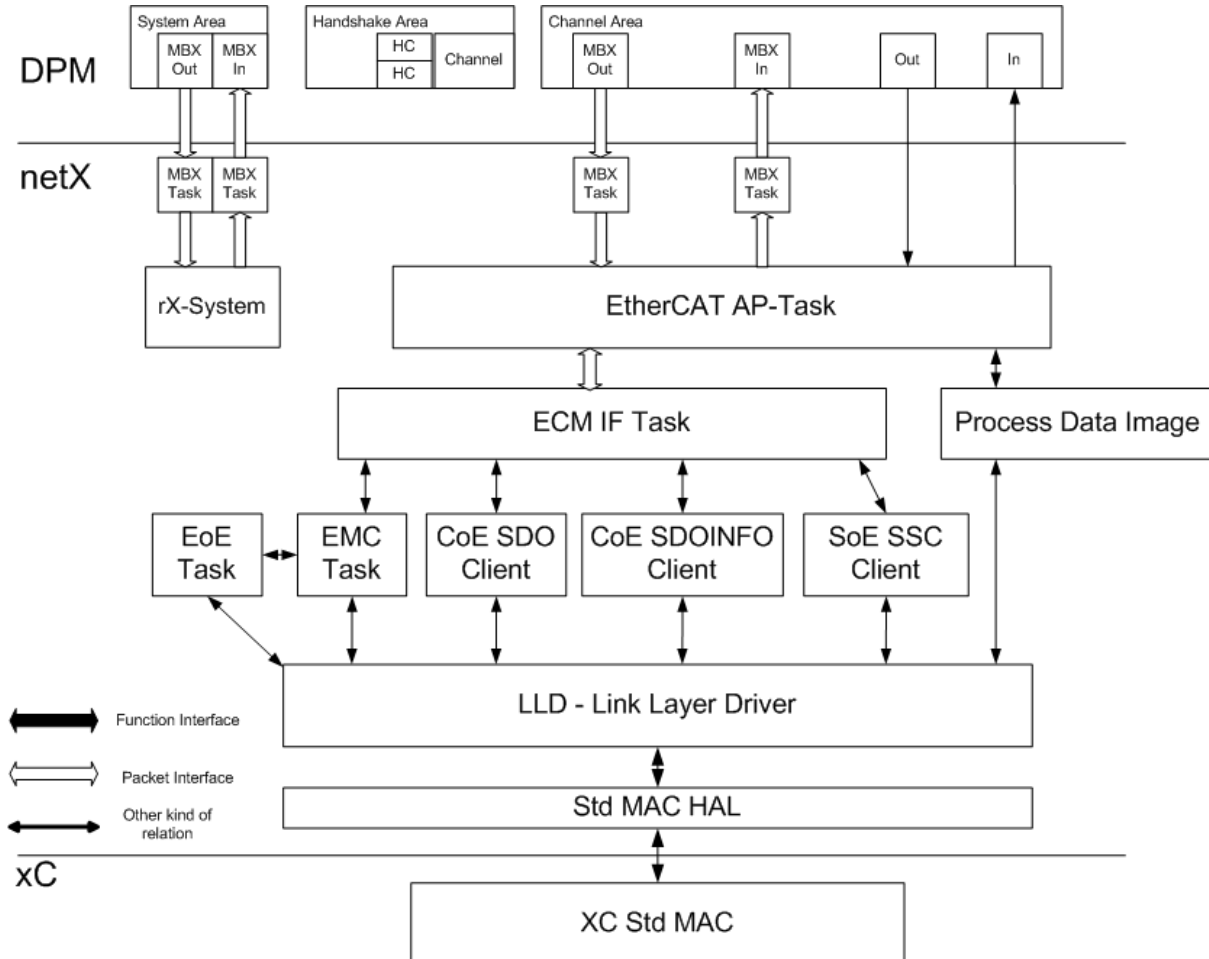 System Area
Handshake Area
Channel Area
MBX
Out
MBX
In
HC
HC
Channel
MBX
Out
MBX
In
Out
In
DPM
netX
MBX
Task
MBX
Task
MBX
Task
MBX
Task
rX-System
EtherCAT AP-Task
ECM IF Task
Process Data Image
EoE
Task
EMC
Task
CoE SDO
Client
CoE SDOINFO
Client
SoE SSC
Client
LLD - Link Layer Driver
Function Interface
Packet Interface
Other kind of
relation
Std MAC HAL
xC
XC Std MAC